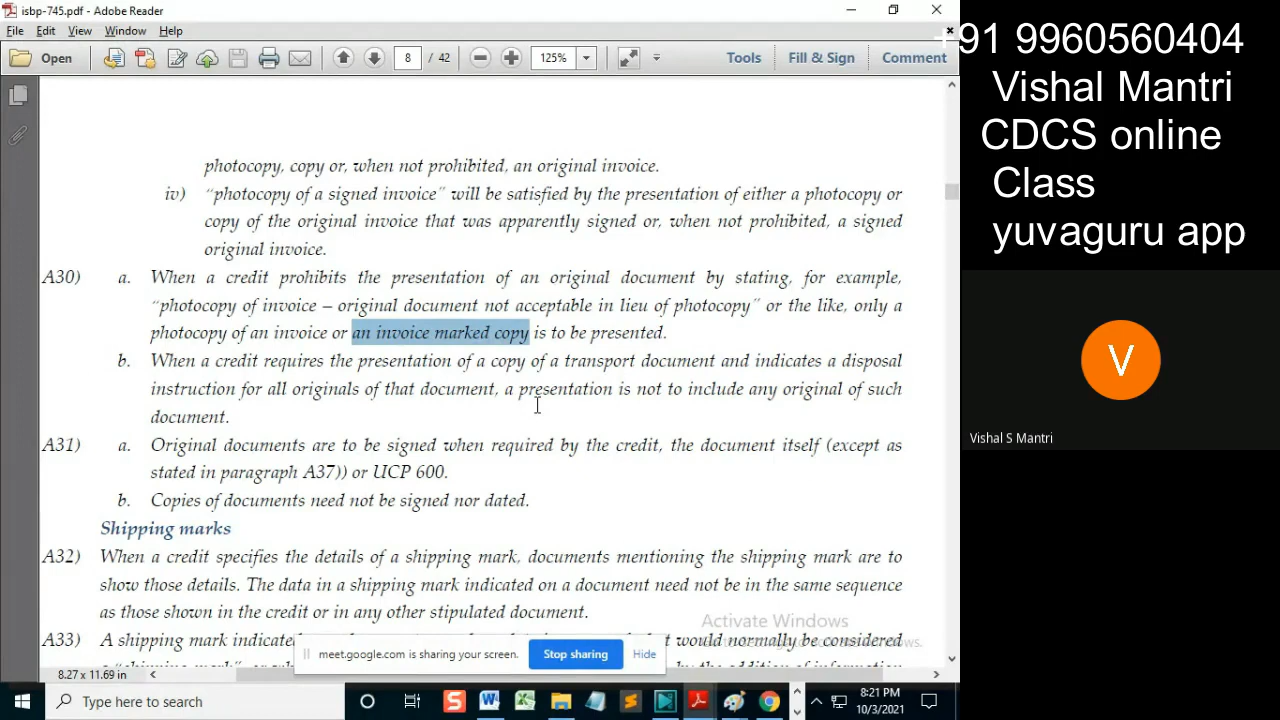 isbp-745.pdf - Adobe Reader
File Edit View Window Help
Open 8 / 42 125% Tools Fill & Sign Comment
photocopy, copy or, when not prohibited, an original invoice.
iv) “photocopy of a signed invoice” will be satisfied by the presentation of either a photocopy or
copy of the original invoice that was apparently signed or, when not prohibited, a signed
original invoice.
A30) a. When a credit prohibits the presentation of an original document by stating, for example,
“photocopy of invoice – original document not acceptable in lieu of photocopy” or the like, only a
photocopy of an invoice or an invoice marked copy is to be presented.
b. When a credit requires the presentation of a copy of a transport document and indicates a disposal
instruction for all originals of that document, a presentation is not to include any original of such
document.
A31) a. Original documents are to be signed when required by the credit, the document itself (except as
stated in paragraph A37)) or UCP 600.
b. Copies of documents need not be signed nor dated.
Shipping marks
A32) When a credit specifies the details of a shipping mark, documents mentioning the shipping mark are to
show those details. The data in a shipping mark indicated on a document need not be in the same sequence
as those shown in the credit or in any other stipulated document.
Activate Windows
A33) A shipping mark indicated would normally be considered
meet.google.com is sharing your screen. Stop sharing Hide
by the addition of information
8.27 x 11.69 in
Type here to search
8:21 PM
10/3/2021
+91 9960560404
Vishal Mantri
CDCS online
Class
yuvaguru app
V
Vishal S Mantri